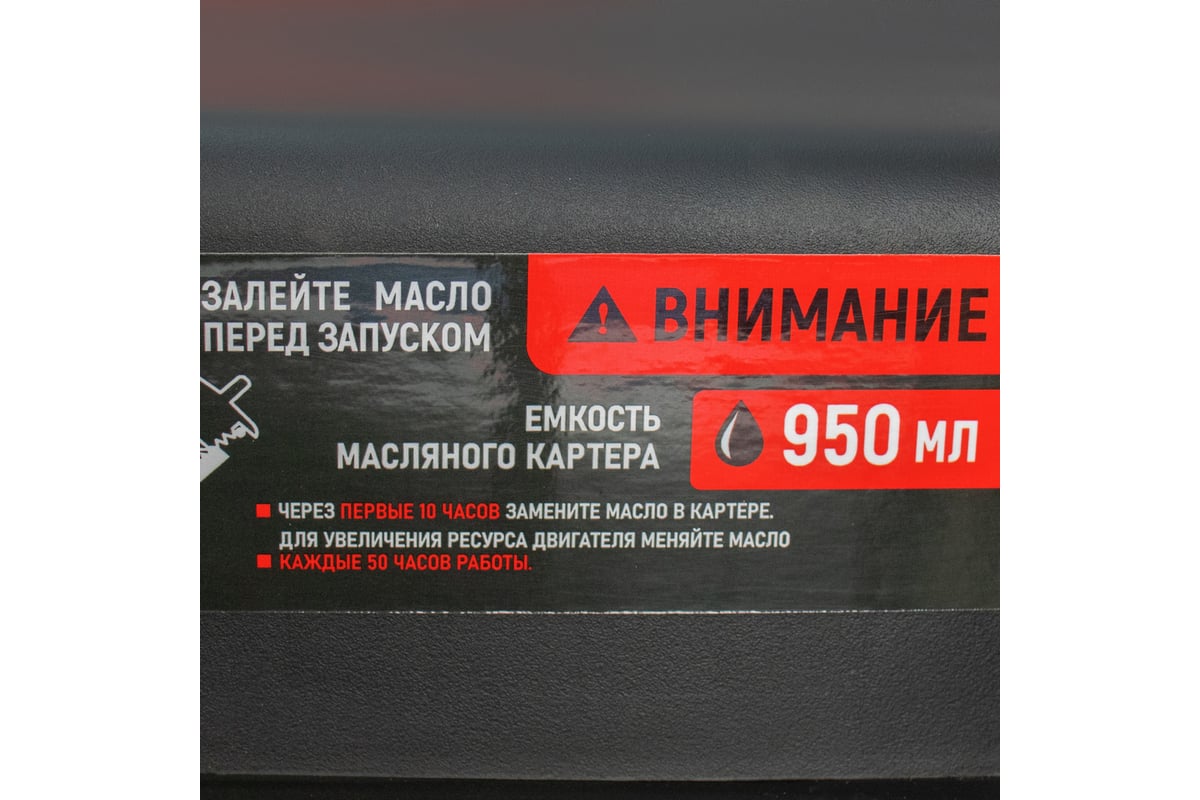 ЗАЛЕЙТЕ МАСЛО
ПЕРЕД ЗАПУСКОМ
ВНИМАНИЕ
ЕМКОСТЬ
МАСЛЯНОГО КАРТЕРА
950 МЛ
ЧЕРЕЗ ПЕРВЫЕ 10 ЧАСОВ ЗАМЕНИТЕ МАСЛО В КАРТЕРЕ.
ДЛЯ УВЕЛИЧЕНИЯ РЕСУРСА ДВИГАТЕЛЯ МЕНЯЙТЕ МАСЛО
КАЖДЫЕ 50 ЧАСОВ РАБОТЫ.